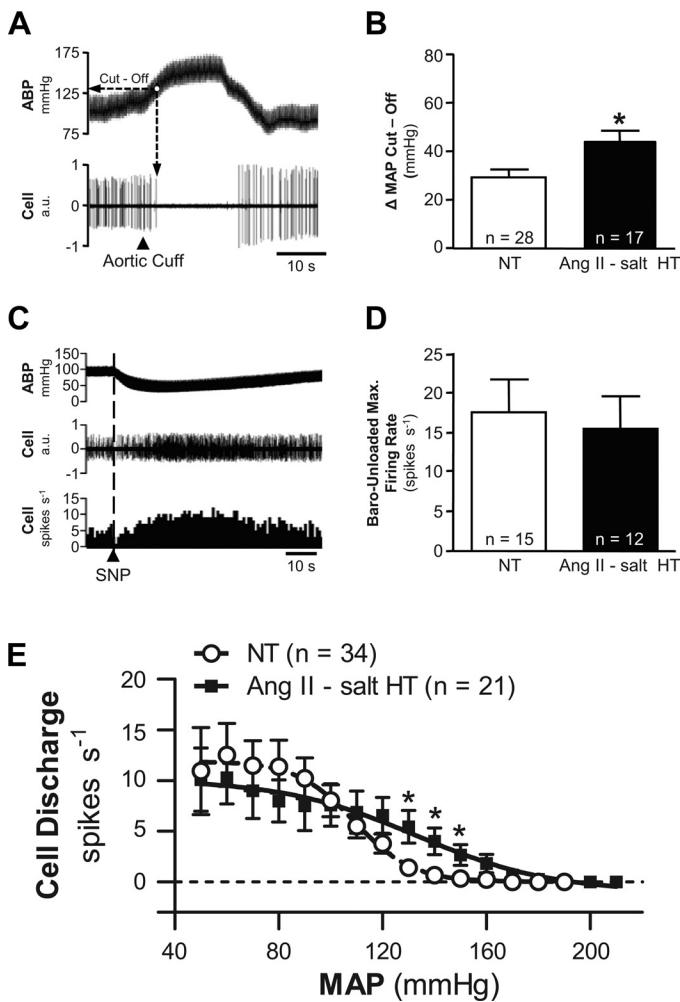 A
ABP
mmHg
175
125
75
Cut - Off
Cell
a.u.
1
0
-1
Aortic Cuff
10 s
B
Δ MAP Cut – Off
(mmHg)
80
60
40
20
0
*
n = 28
n = 17
NT
Ang II - salt HT
C
ABP
mmHg
150
100
50
0
Cell
a.u.
1
0
-1
Cell
spikes s-1
15
10
5
0
SNP
10 s
D
Baro-Unloaded Max.
Firing Rate
(spikes s-1)
25
20
15
10
5
0
n = 15
n = 12
NT
Ang II - salt HT
E
NT (n = 34)
Ang II - salt HT (n = 21)
Cell Discharge
spikes s-1
20
15
10
5
0
* * *
40 80 120 160 200
MAP (mmHg)